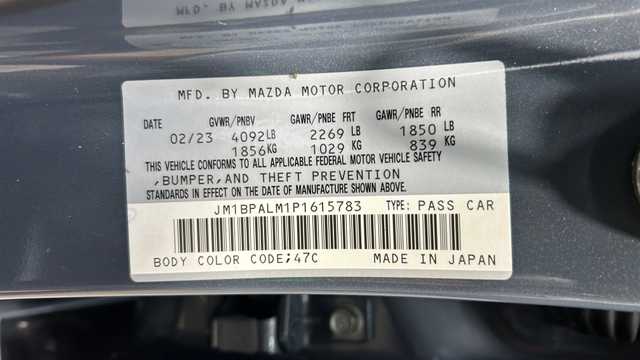 MFD. BY MAZDA MOTOR CORPORATION
DATE GVWR/PNBV GAWR/PNBE FRT GAWR/PNBE RR
02/23 4092LB 2269 LB 1850 LB
1856KG 1029 KG 839 KG
THIS VEHICLE CONFORMS TO ALL APPLICABLE FEDERAL MOTOR VEHICLE SAFETY
,BUMPER,AND THEFT PREVENTION
STANDARDS IN EFFECT ON THE DATE OF MANUFACTURE SHOWN ABOVE.
JM1BPALM1P1615783 TYPE: PASS CAR
BODY COLOR CODE;47C MADE IN JAPAN